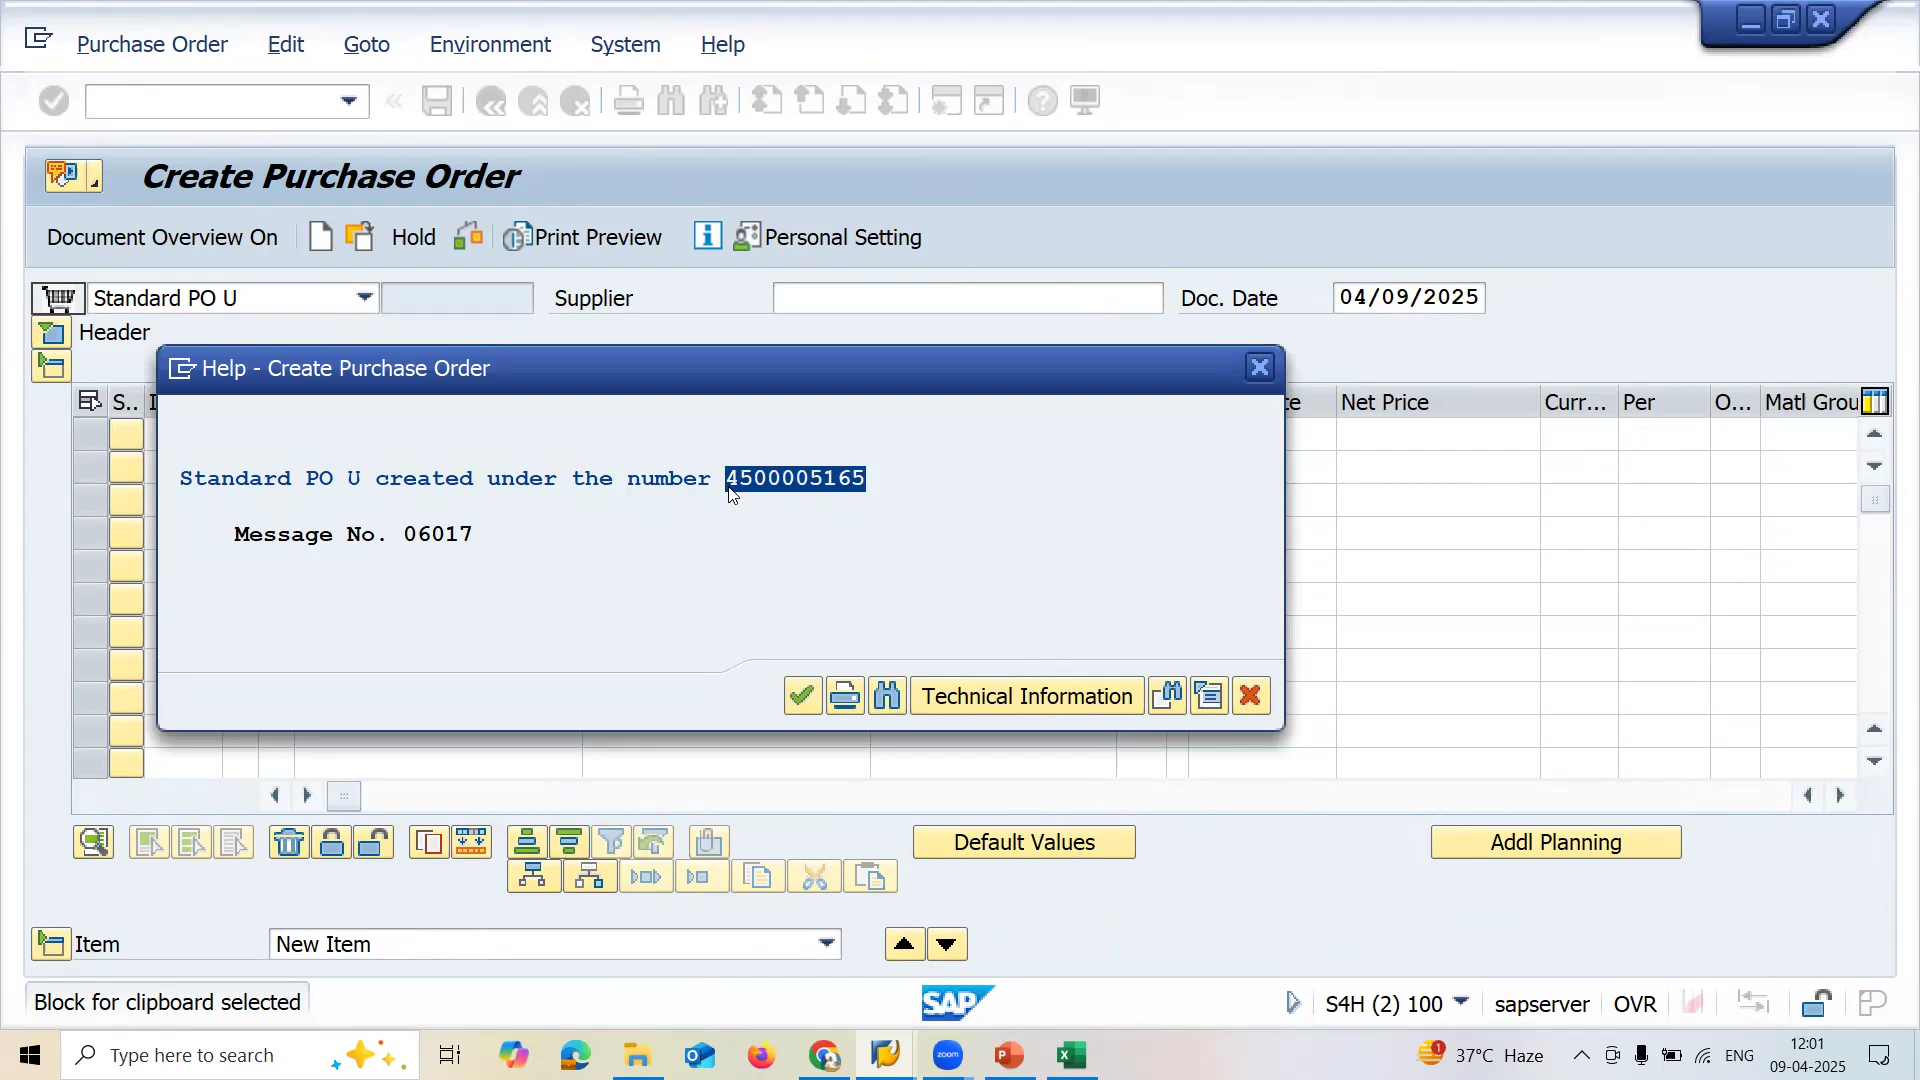 Purchase Order Edit Goto Environment System Help
Create Purchase Order
Document Overview On Hold Print Preview Personal Setting
Standard PO U Supplier Doc. Date 04/09/2025
Header
Help - Create Purchase Order
S.. Net Price Curr... Per O... Matl Grou
Standard PO U created under the number 4500005165
Message No. 06017
Technical Information
Default Values Addl Planning
Item New Item
Block for clipboard selected SAP S4H (2) 100 sapserver OVR
Type here to search zoom 1 37°C Haze ENG 12:01
09-04-2025